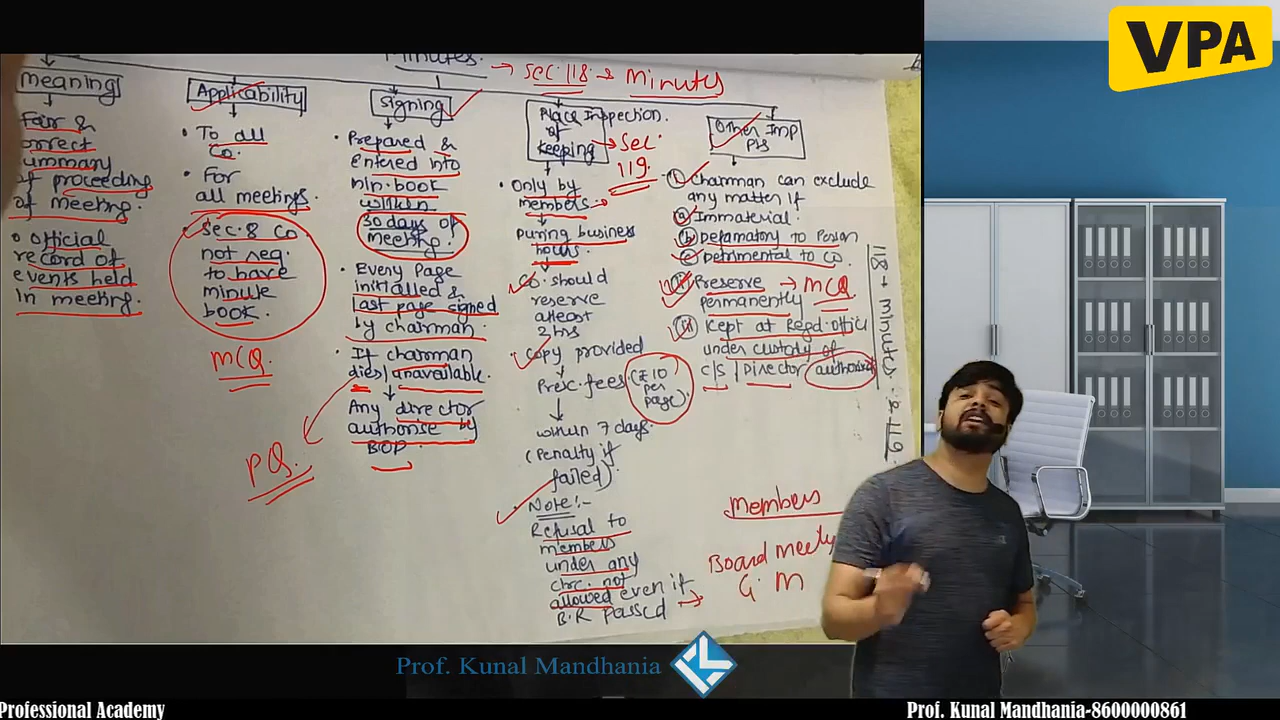 VPA
Minutes.
→ Sec.118 → Minutes
Meaning
Fair &
orrect
ummary
of proceeding
of meeting.
• official
record of
events held
in meeting.
Applicability
• To all
Co.
• For
all meetings.
• Sec.8 Co
not req.
to have
minute
book.
MCQ
Signing
• Prepared &
Entered into
Min.book
within
30 days of
meeting.
• Every Page
initialled &
last page signed
by chairman.
• If chairman
dies/unavailable.
Any director
authorise by
BOD.
PQ.
Place Inspection.
of
keeping
→ Sec.
119.
• Only by
members →
During business
hours.
Co. should
reserve
atleast
2 hrs
Copy provided
Presc. fees (₹10
per
page).
within 7 days.
(Penalty if
failed)
Note:-
Refusal to
members
under any
circ. not
allowed even if
B.R passed →
Other Imp
Pts
(i) Chairman can exclude
any matter if
(a) Immaterial.
(b) Defamatory to Person
(c) Detrimental to Co.
(ii) Preserve → MCQ
permanently
(iii) Kept at Regd. office
under custody of
C/S | Director authoris
118 → Minutes.
& 119.
Members
Board meety
G. M
Prof. Kunal Mandhania
Professional Academy
Prof. Kunal Mandhania-8600000861